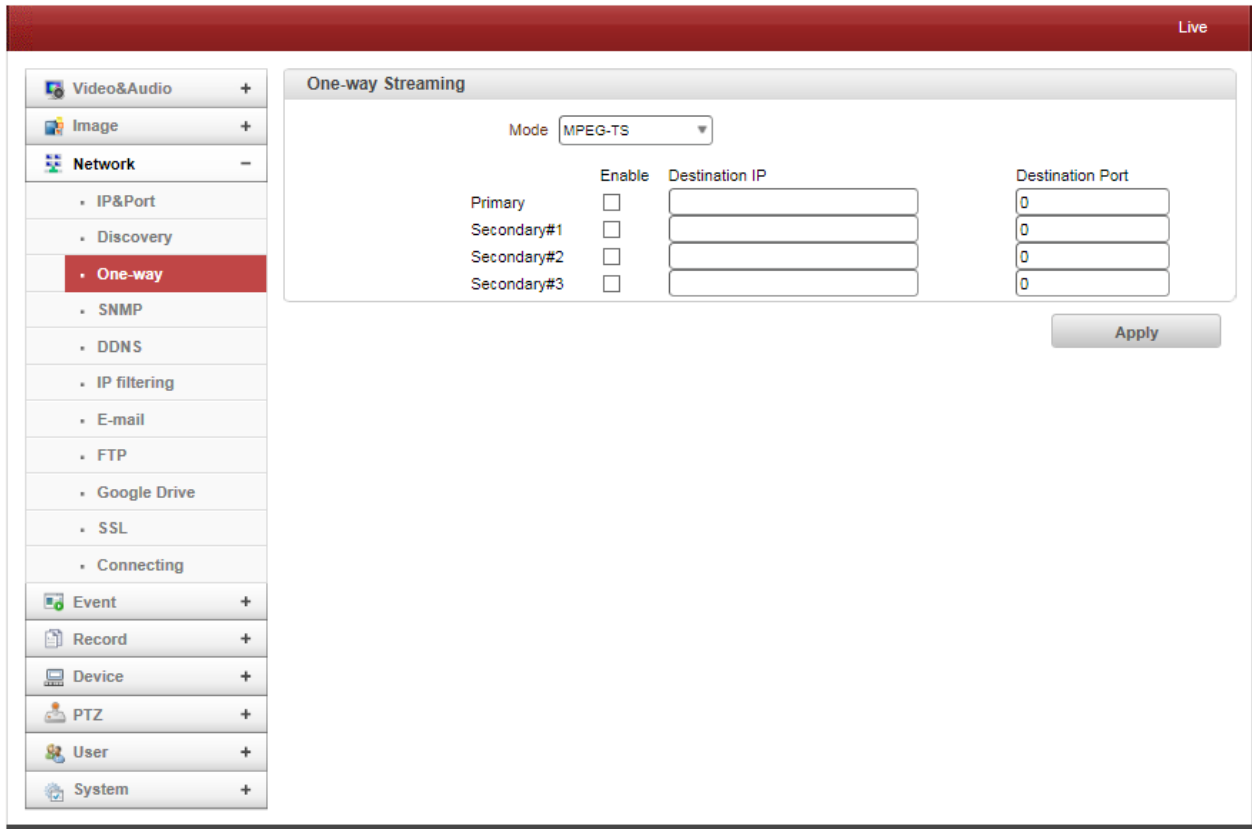 Live
Video&Audio +
Image +
Network −
IP&Port
Discovery
One-way
SNMP
DDNS
IP filtering
E-mail
FTP
Google Drive
SSL
Connecting
Event +
Record +
Device +
PTZ +
User +
System +
One-way Streaming
Mode MPEG-TS
Enable Destination IP Destination Port
Primary 0
Secondary#1 0
Secondary#2 0
Secondary#3 0
Apply